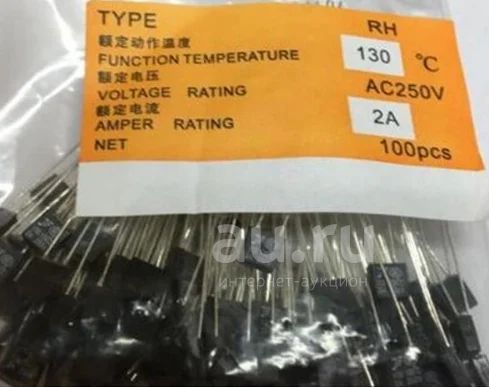 TYPE RH
额定动作温度
FUNCTION TEMPERATURE 130 ℃
额定电压
VOLTAGE RATING AC250V
额定电流
AMPER RATING 2A
NET 100pcs
au.ru
интернет-аукцион